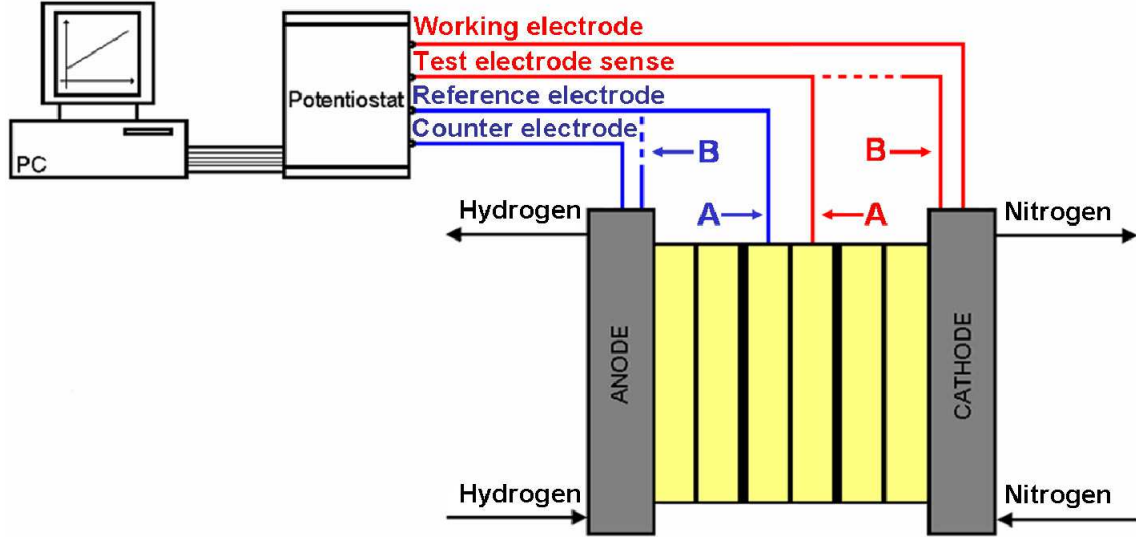 Working electrode
Test electrode sense
Potentiostat
Reference electrode
Counter electrode
PC
B
B
A
A
Hydrogen
Nitrogen
ANODE
CATHODE
Hydrogen
Nitrogen